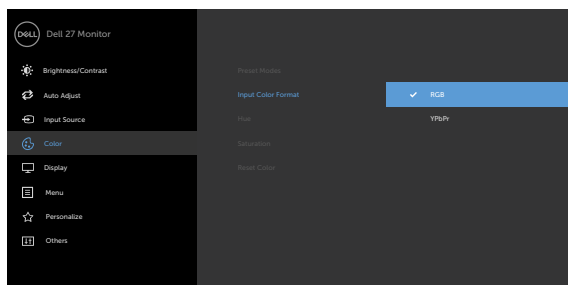 DELL Dell 27 Monitor
Brightness/Contrast
Auto Adjust
Input Source
Color
Display
Menu
Personalize
Others
Preset Model
Input Color Format
Hue
Saturation
Reset Color
RGB
YPbPr